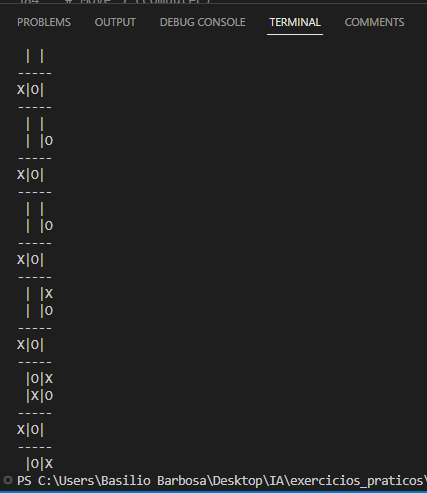 PROBLEMS OUTPUT DEBUG CONSOLE TERMINAL COMMENTS
 | |
-----
X|O|
-----
 | |
 | |O
-----
X|O|
-----
 | |
 | |O
-----
X|O|
-----
 | |X
 | |O
-----
X|O|
-----
 |O|X
 |X|O
-----
X|O|
-----
 |O|X
PS C:\Users\Basilio Barbosa\Desktop\IA\exercicios_praticos\